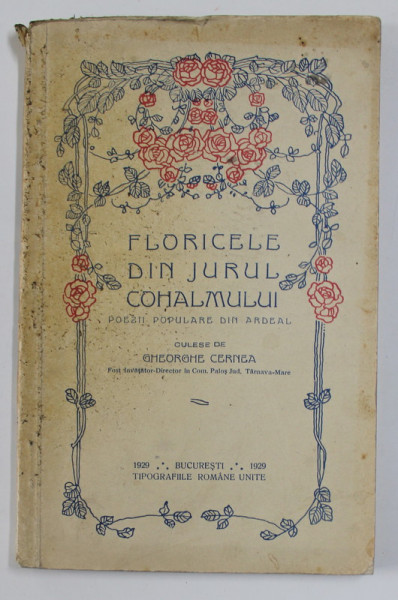 FLORICELE
DIN JURUL
COHALMULUI
POEZII POPULARE DIN ARDEAL
CULESE DE
GHEORGHE CERNEA
Fost învățător-Director în Com. Paloș Jud. Târnava-Mare
1929 BUCUREȘTI 1929
TIPOGRAFIILE ROMÂNE UNITE